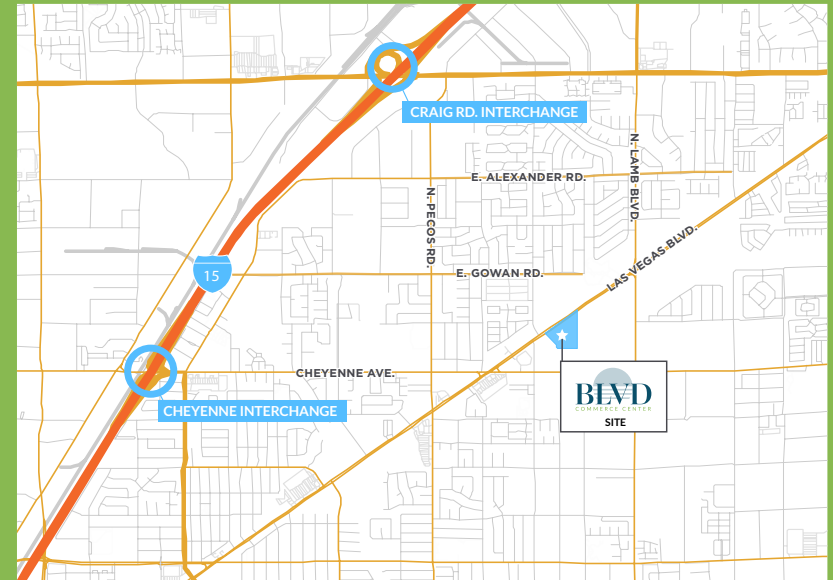 CRAIG RD. INTERCHANGE
N. LAMB BLVD.
E. ALEXANDER RD.
N. PECOS RD.
LAS VEGAS BLVD.
E. GOWAN RD.
15
CHEYENNE AVE.
CHEYENNE INTERCHANGE
BLVD
COMMERCE CENTER
SITE